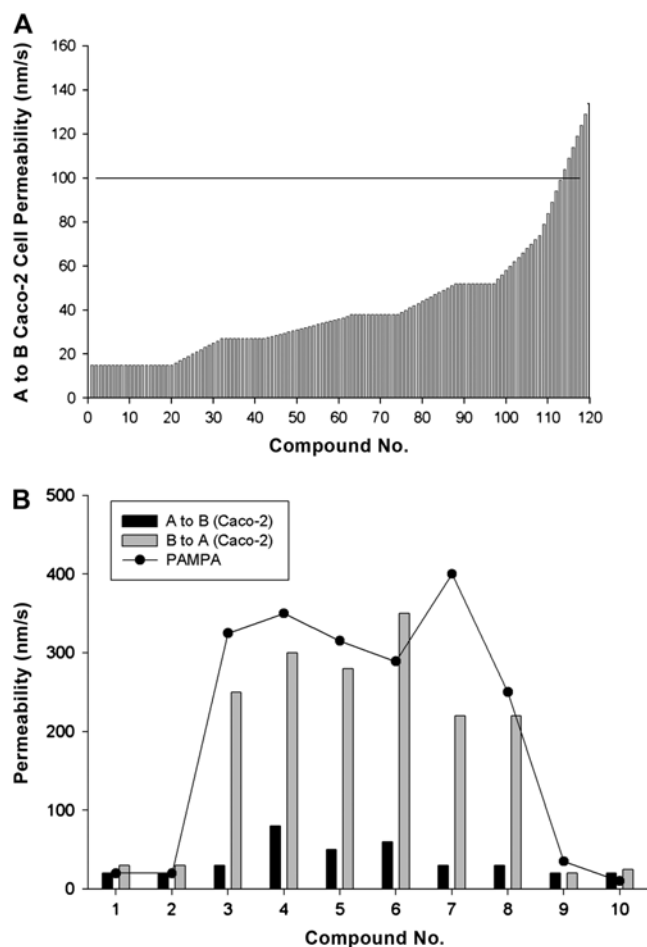 A
A to B Caco-2 Cell Permeability (nm/s)
160
140
120
100
80
60
40
20
0
0 10 20 30 40 50 60 70 80 90 100 110 120
Compound No.
B
Permeability (nm/s)
500
400
300
200
100
0
A to B (Caco-2)
B to A (Caco-2)
PAMPA
1 2 3 4 5 6 7 8 9 10
Compound No.